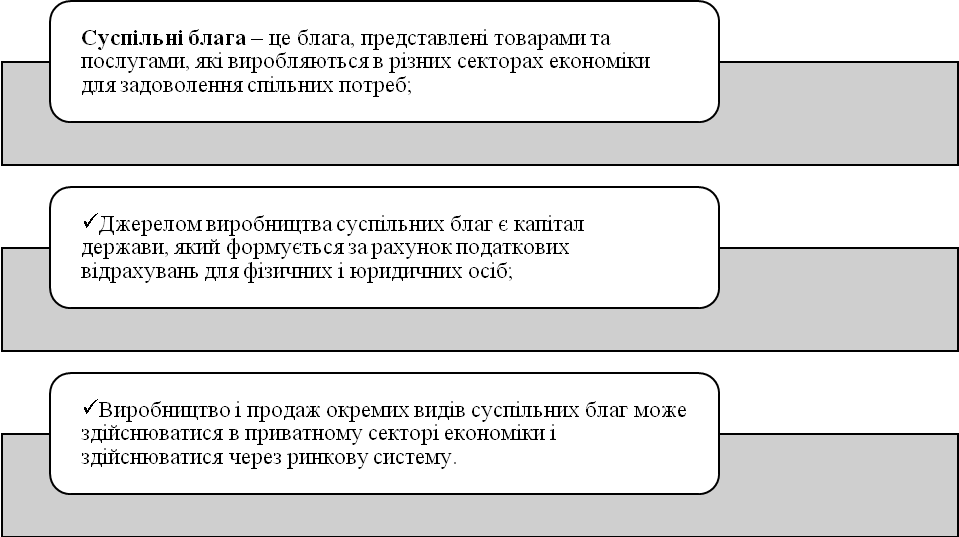 Суспільні блага – це блага, представлені товарами та
послугами, які виробляються в різних секторах економіки
для задоволення спільних потреб;
✓Джерелом виробництва суспільних благ є капітал
держави, який формується за рахунок податкових
відрахувань для фізичних і юридичних осіб;
✓Виробництво і продаж окремих видів суспільних благ може
здійснюватися в приватному секторі економіки і
здійснюватися через ринкову систему.